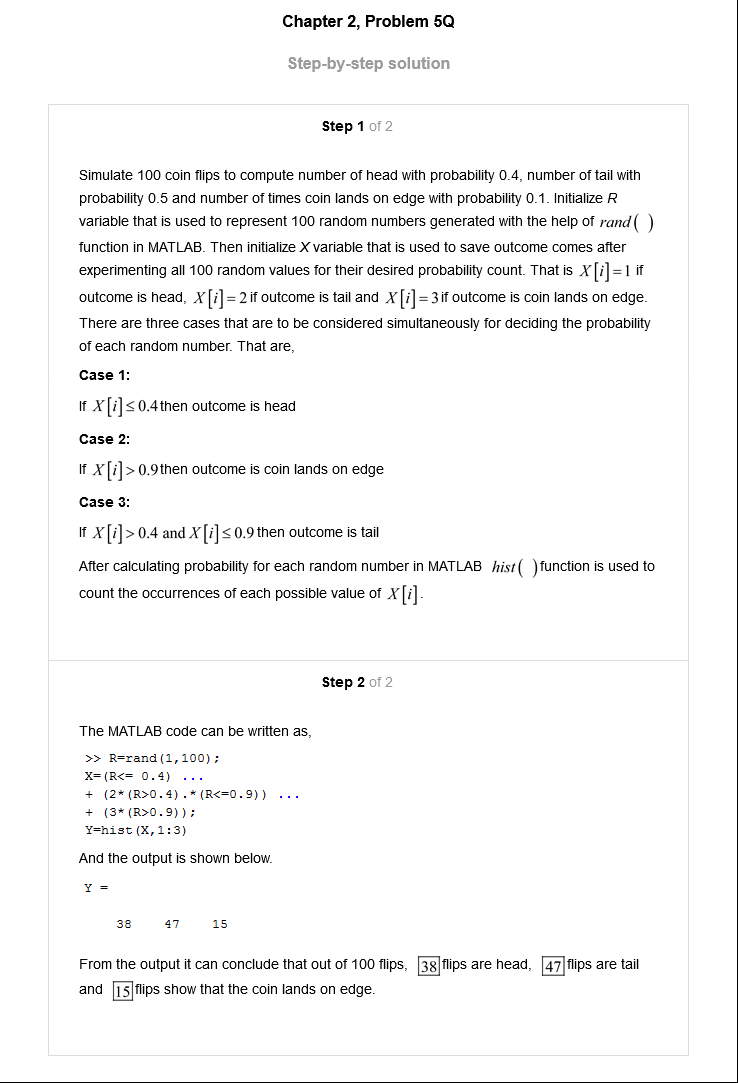 Chapter 2, Problem 5Q
Step-by-step solution
Step 1 of 2
Simulate 100 coin flips to compute number of head with probability 0.4, number of tail with
probability 0.5 and number of times coin lands on edge with probability 0.1. Initialize R
variable that is used to represent 100 random numbers generated with the help of rand( )
function in MATLAB. Then initialize X variable that is used to save outcome comes after
experimenting all 100 random values for their desired probability count. That is X[i]=1 if
outcome is head, X[i]=2 if outcome is tail and X[i]=3 if outcome is coin lands on edge.
There are three cases that are to be considered simultaneously for deciding the probability
of each random number. That are,
Case 1:
If X[i]≤0.4 then outcome is head
Case 2:
If X[i]>0.9 then outcome is coin lands on edge
Case 3:
If X[i]>0.4 and X[i]≤0.9 then outcome is tail
After calculating probability for each random number in MATLAB hist( ) function is used to
count the occurrences of each possible value of X[i].
Step 2 of 2
The MATLAB code can be written as,
>> R=rand(1,100);
X=(R<= 0.4) ...
+ (2*(R>0.4).*(R<=0.9)) ...
+ (3*(R>0.9));
Y=hist(X,1:3)
And the output is shown below.
Y =
38 47 15
From the output it can conclude that out of 100 flips, 38 flips are head, 47 flips are tail
and 15 flips show that the coin lands on edge.